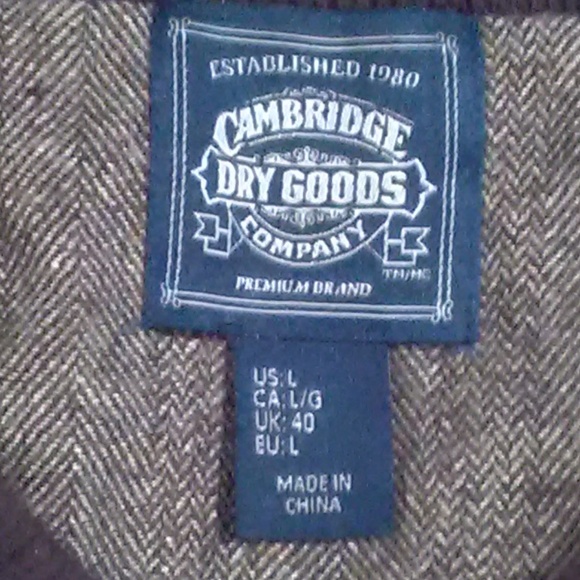 ESTABLISHED 1980
CAMBRIDGE
DRY GOODS
COMPANY
TM/MC
PREMIUM BRAND
US: L
CA: L/G
UK: 40
EU: L
MADE IN
CHINA